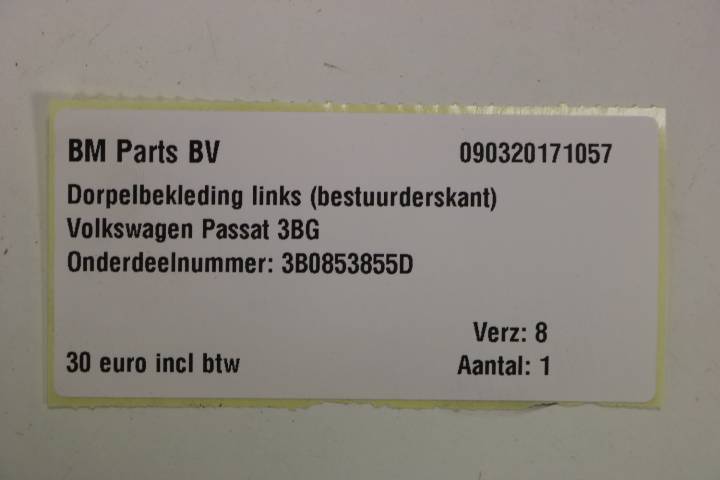 BM Parts BV 090320171057
Dorpelbekleding links (bestuurderskant)
Volkswagen Passat 3BG
Onderdeelnummer: 3B0853855D
Verz: 8
30 euro incl btw Aantal: 1